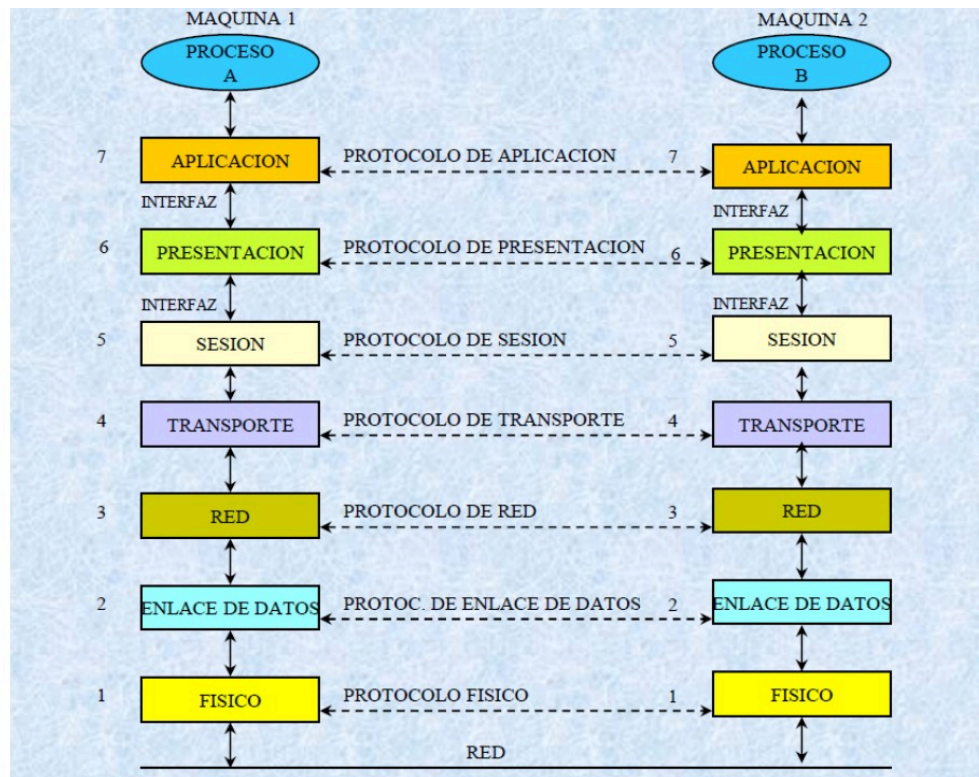 MAQUINA 1
MAQUINA 2
PROCESO
A
PROCESO
B
7
APLICACION
PROTOCOLO DE APLICACION
7
APLICACION
INTERFAZ
INTERFAZ
6
PRESENTACION
PROTOCOLO DE PRESENTACION
6
PRESENTACION
INTERFAZ
INTERFAZ
5
SESION
PROTOCOLO DE SESION
5
SESION
4
TRANSPORTE
PROTOCOLO DE TRANSPORTE
4
TRANSPORTE
3
RED
PROTOCOLO DE RED
3
RED
2
ENLACE DE DATOS
PROTOC. DE ENLACE DE DATOS
2
ENLACE DE DATOS
1
FISICO
PROTOCOLO FISICO
1
FISICO
RED